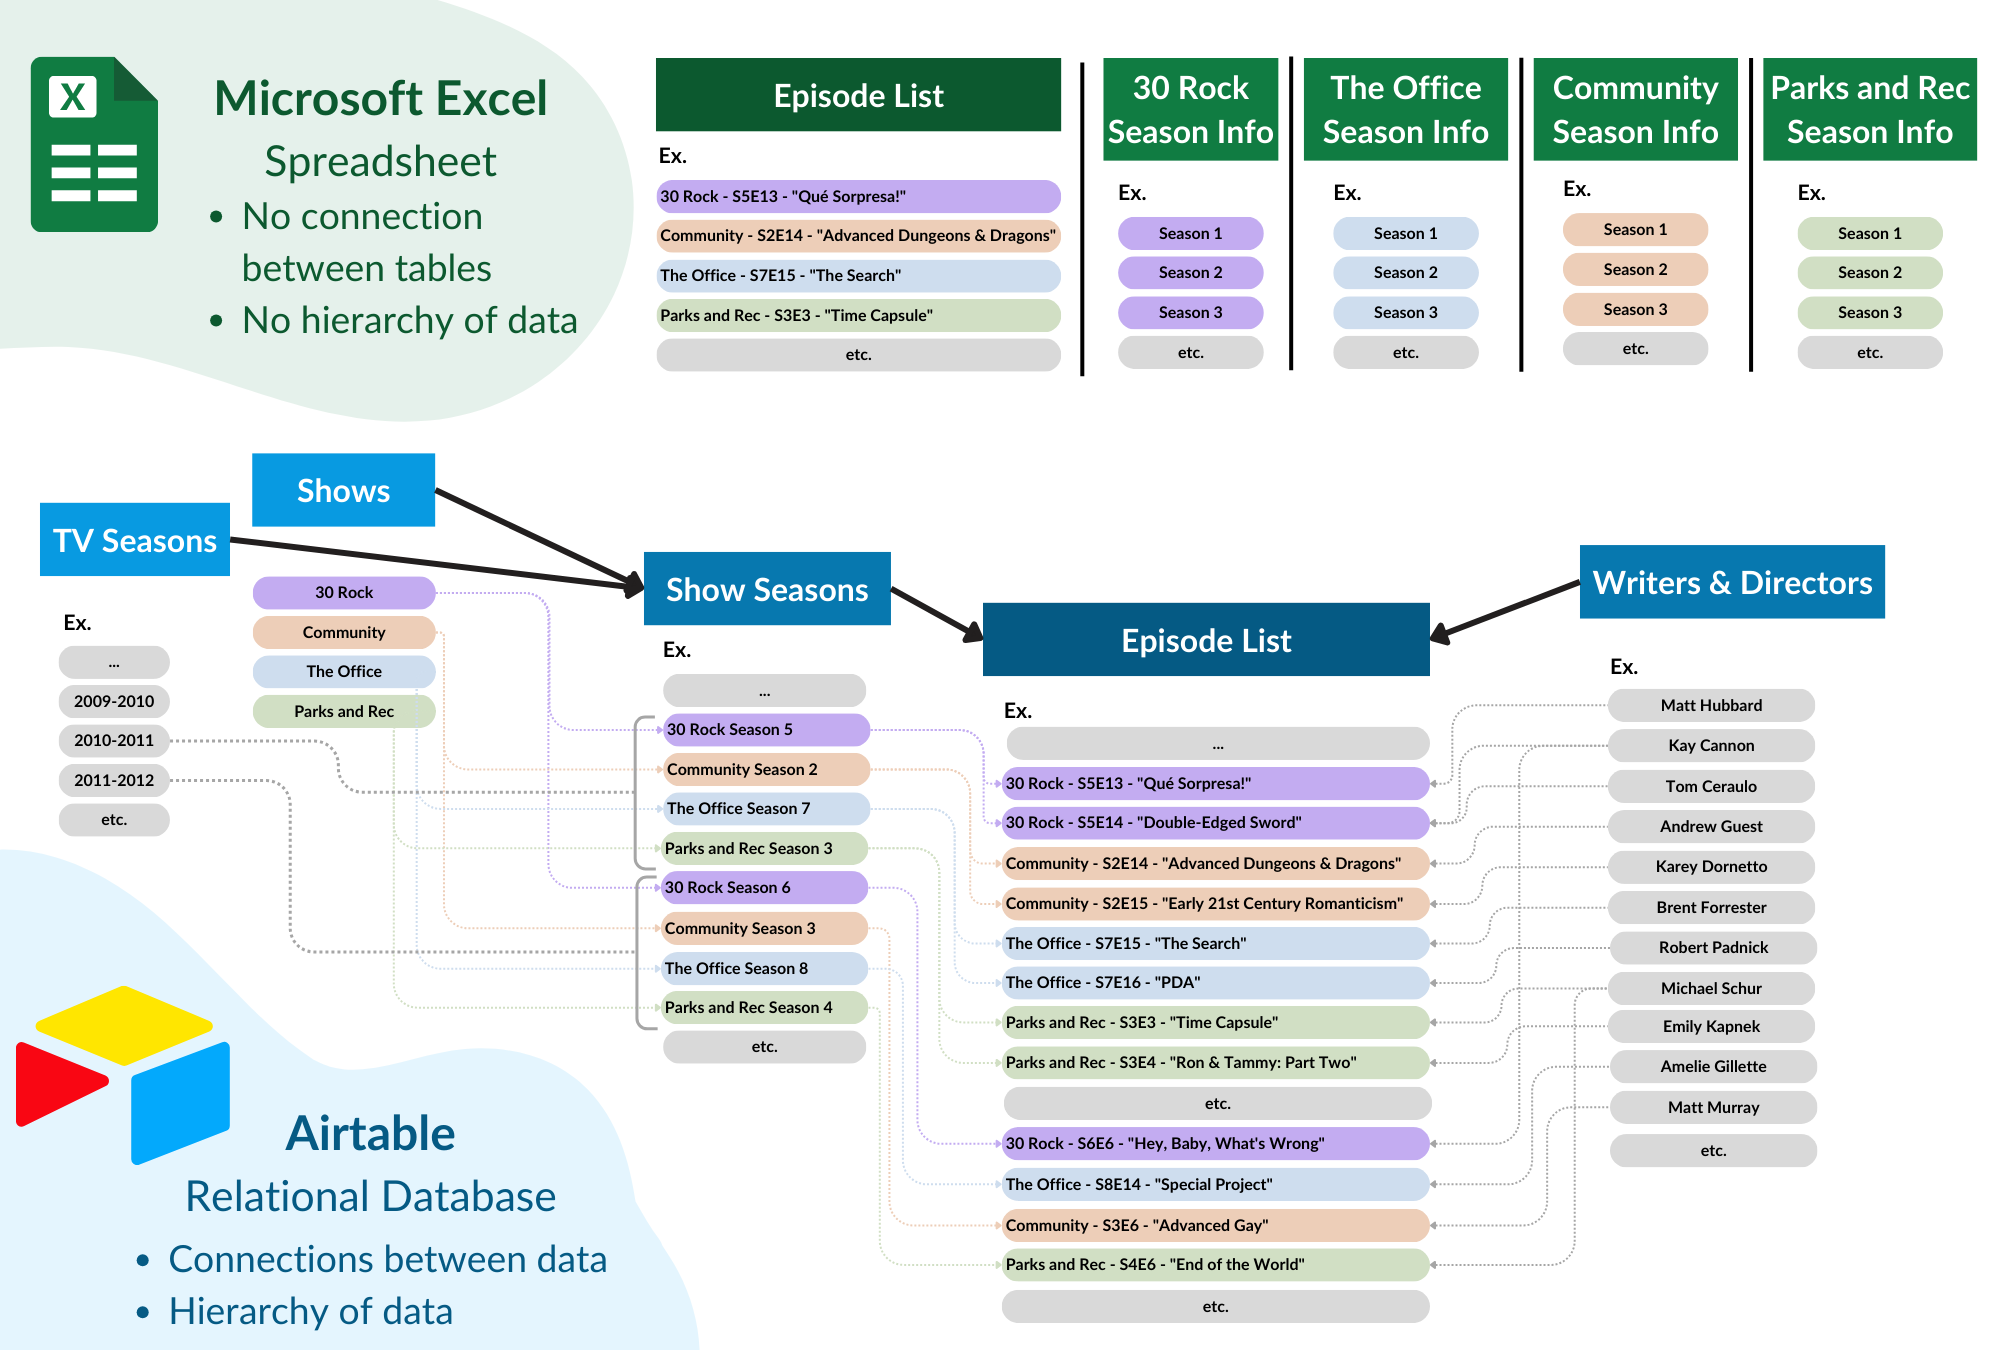 X
Microsoft Excel
Spreadsheet
• No connection
between tables
• No hierarchy of data
Episode List
Ex.
30 Rock - S5E13 - "Qué Sorpresa!"
Community - S2E14 - "Advanced Dungeons & Dragons"
The Office - S7E15 - "The Search"
Parks and Rec - S3E3 - "Time Capsule"
etc.
30 Rock
Season Info
Ex.
Season 1
Season 2
Season 3
etc.
The Office
Season Info
Ex.
Season 1
Season 2
Season 3
etc.
Community
Season Info
Ex.
Season 1
Season 2
Season 3
etc.
Parks and Rec
Season Info
Ex.
Season 1
Season 2
Season 3
etc.
TV Seasons
Ex.
...
2009-2010
2010-2011
2011-2012
etc.
Shows
30 Rock
Community
The Office
Parks and Rec
Show Seasons
Ex.
...
30 Rock Season 5
Community Season 2
The Office Season 7
Parks and Rec Season 3
30 Rock Season 6
Community Season 3
The Office Season 8
Parks and Rec Season 4
etc.
Episode List
Ex.
...
30 Rock - S5E13 - "Qué Sorpresa!"
30 Rock - S5E14 - "Double-Edged Sword"
Community - S2E14 - "Advanced Dungeons & Dragons"
Community - S2E15 - "Early 21st Century Romanticism"
The Office - S7E15 - "The Search"
The Office - S7E16 - "PDA"
Parks and Rec - S3E3 - "Time Capsule"
Parks and Rec - S3E4 - "Ron & Tammy: Part Two"
etc.
30 Rock - S6E6 - "Hey, Baby, What's Wrong"
The Office - S8E14 - "Special Project"
Community - S3E6 - "Advanced Gay"
Parks and Rec - S4E6 - "End of the World"
etc.
Writers & Directors
Ex.
Matt Hubbard
Kay Cannon
Tom Ceraulo
Andrew Guest
Karey Dornetto
Brent Forrester
Robert Padnick
Michael Schur
Emily Kapnek
Amelie Gillette
Matt Murray
etc.
Airtable
Relational Database
• Connections between data
• Hierarchy of data